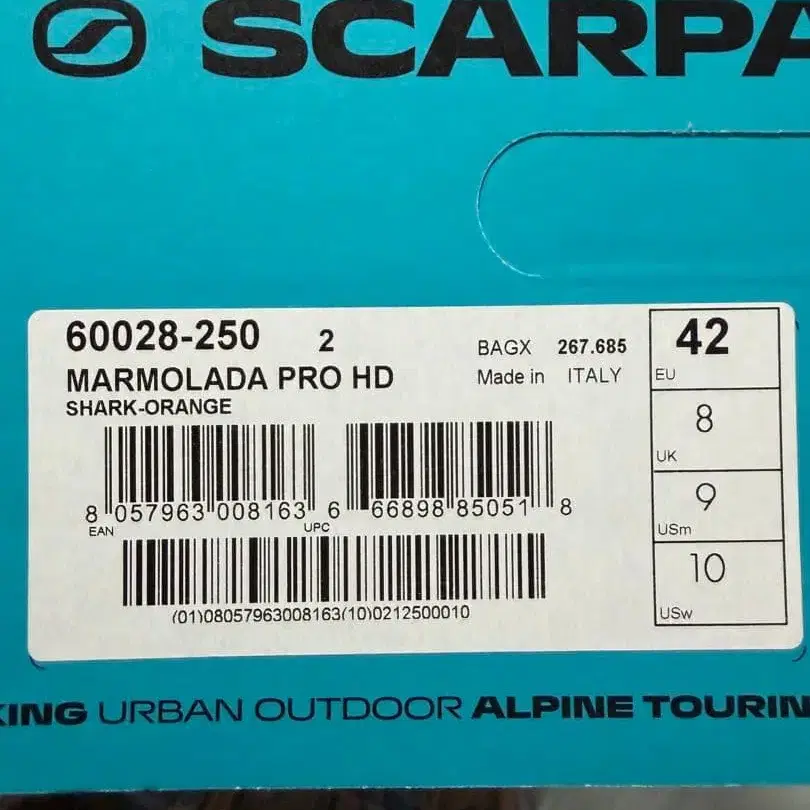 SCARPA
60028-250 2
MARMOLADA PRO HD
SHARK-ORANGE
BAGX 267.685
Made in ITALY
42
EU
8
UK
9
USm
10
USw
8 057963 008163
EAN
6 66898 85051 8
UPC
(01)08057963008163(10)0212500010
KING URBAN OUTDOOR ALPINE TOURIN